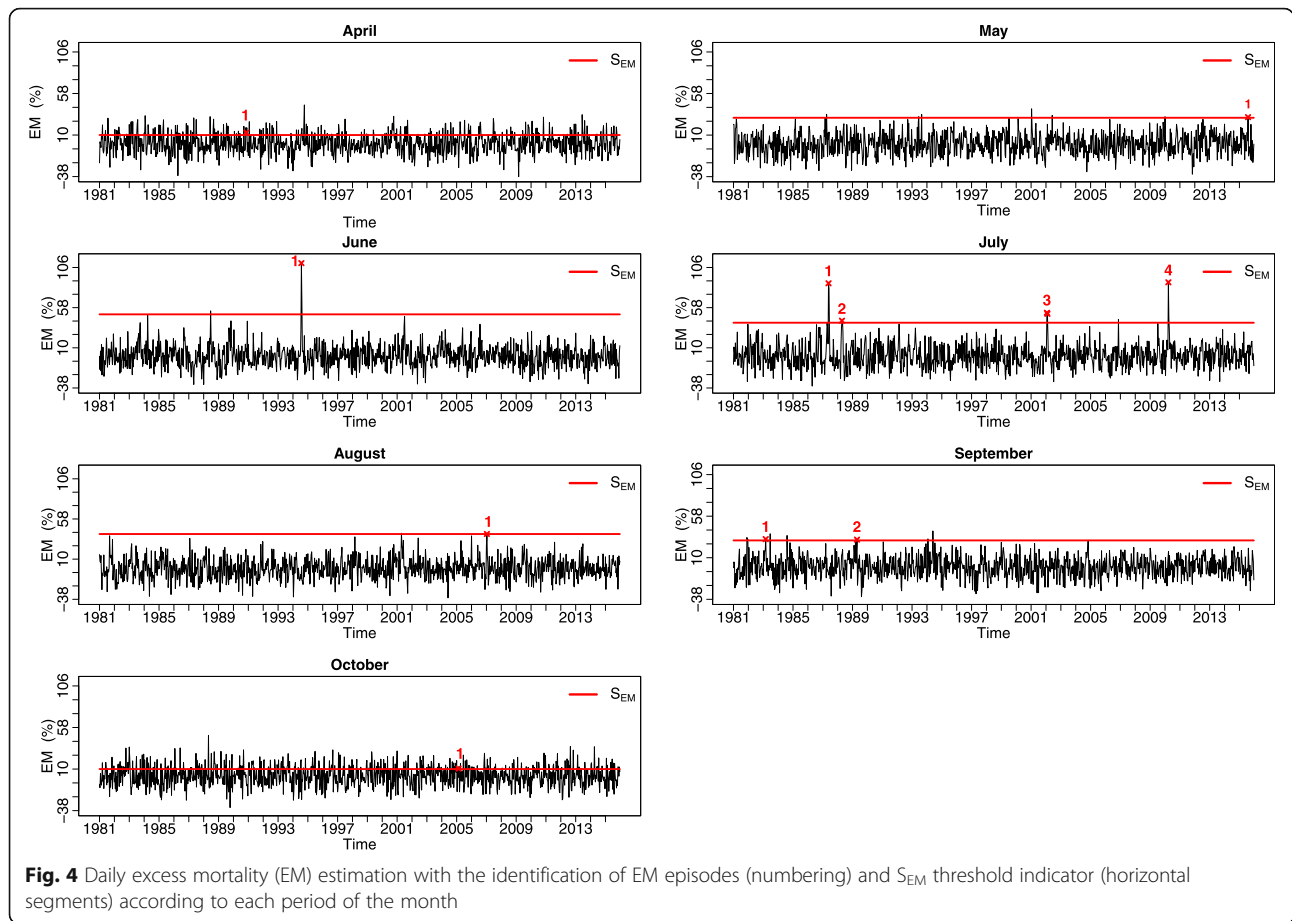 April
EM (%)
106
58
10
−38
S_EM
1
1981 1985 1989 1993 1997 2001 2005 2009 2013
Time
May
EM (%)
106
58
10
−38
S_EM
1
1981 1985 1989 1993 1997 2001 2005 2009 2013
Time
June
EM (%)
106
58
10
−38
S_EM
1
1981 1985 1989 1993 1997 2001 2005 2009 2013
Time
July
EM (%)
106
58
10
−38
S_EM
1 2 3 4
1981 1985 1989 1993 1997 2001 2005 2009 2013
Time
August
EM (%)
106
58
10
−38
S_EM
1
1981 1985 1989 1993 1997 2001 2005 2009 2013
Time
September
EM (%)
106
58
10
−38
S_EM
1 2
1981 1985 1989 1993 1997 2001 2005 2009 2013
Time
October
EM (%)
106
58
10
−38
S_EM
1
1981 1985 1989 1993 1997 2001 2005 2009 2013
Time
Fig. 4 Daily excess mortality (EM) estimation with the identification of EM episodes (numbering) and S_EM threshold indicator (horizontal
segments) according to each period of the month